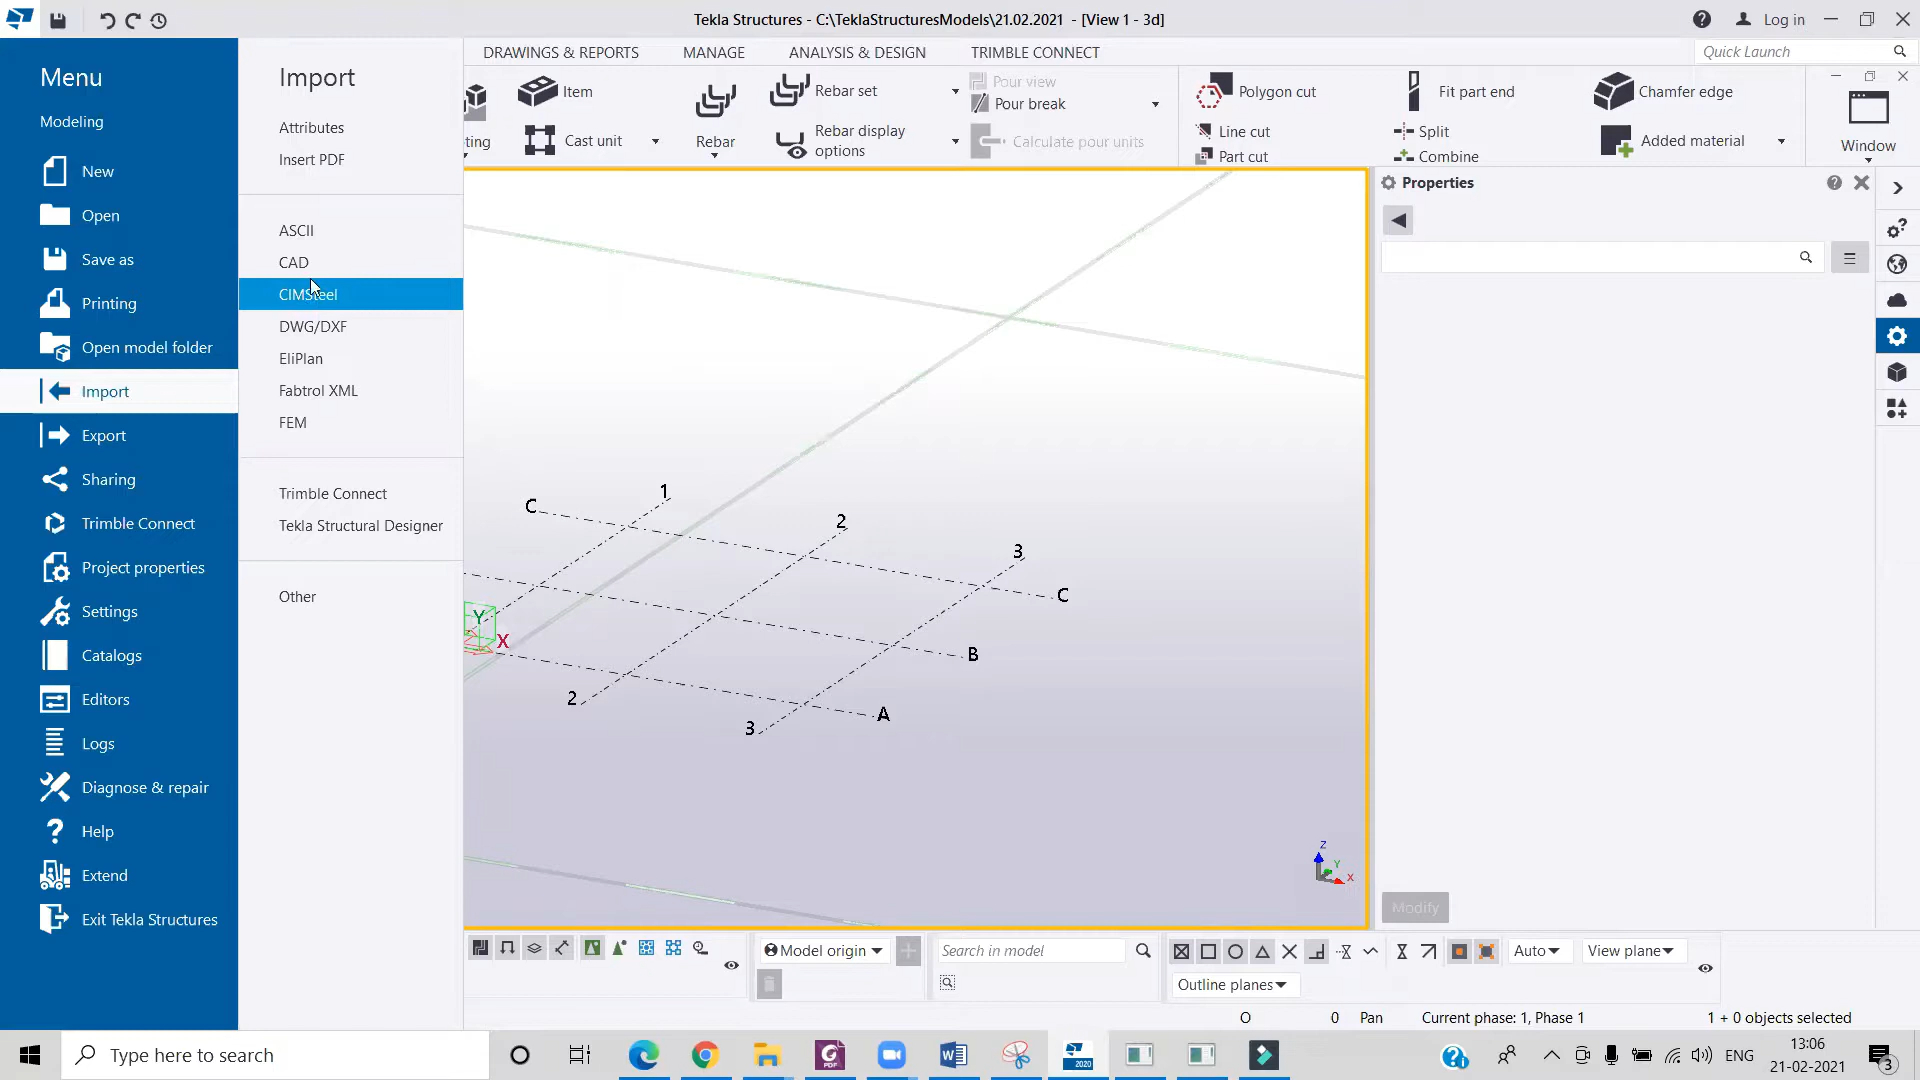 Tekla Structures - C:\TeklaStructuresModels\21.02.2021 - [View 1 - 3d]
Log in
DRAWINGS & REPORTS
MANAGE
ANALYSIS & DESIGN
TRIMBLE CONNECT
Quick Launch
Menu
Modeling
New
Open
Save as
Printing
Open model folder
Import
Export
Sharing
Trimble Connect
Project properties
Settings
Catalogs
Editors
Logs
Diagnose & repair
Help
Extend
Exit Tekla Structures
Import
Attributes
Insert PDF
ASCII
CAD
CIMSteel
DWG/DXF
EliPlan
Fabtrol XML
FEM
Trimble Connect
Tekla Structural Designer
Other
ting
Item
Cast unit
Rebar
Rebar set
Rebar display
options
Pour view
Pour break
Calculate pour units
Polygon cut
Line cut
Part cut
Fit part end
Split
Combine
Chamfer edge
Added material
Window
Properties
Modify
C
1
2
3
C
B
A
2
3
Y
X
Z
Y
X
Model origin
Search in model
Auto
View plane
Outline planes
O
0
Pan
Current phase: 1, Phase 1
1 + 0 objects selected
Type here to search
PDF
2020
ENG
13:06
21-02-2021
3